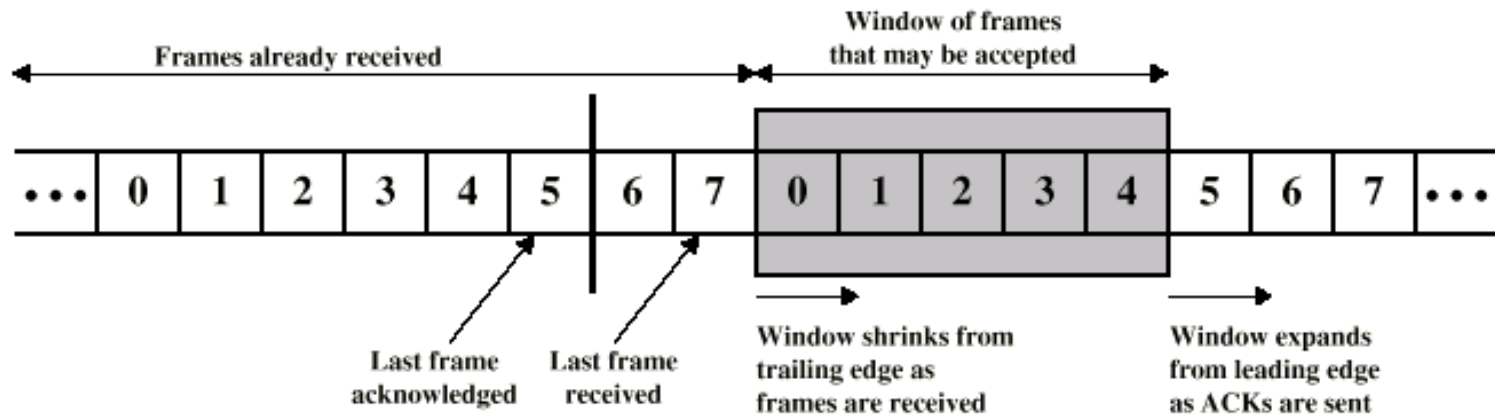 Frames already received
Window of frames
that may be accepted
••• 0 1 2 3 4 5 6 7 0 1 2 3 4 5 6 7 •••
Last frame
acknowledged
Last frame
received
Window shrinks from
trailing edge as
frames are received
Window expands
from leading edge
as ACKs are sent